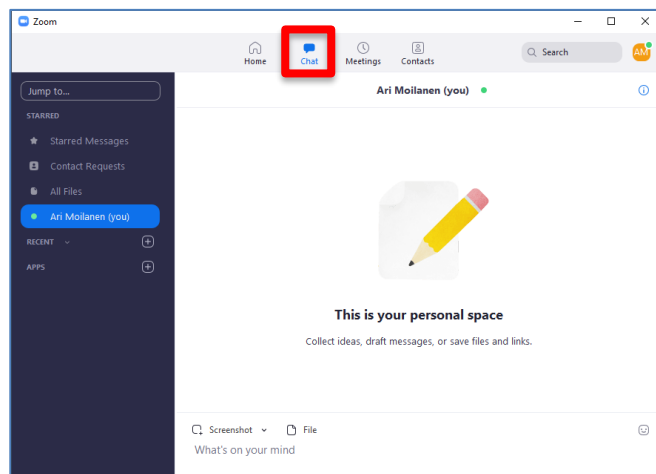 Zoom
Home
Chat
Meetings
Contacts
Search
AM
Jump to...
STARRED
Starred Messages
Contact Requests
All Files
Ari Moilanen (you)
RECENT
APPS
Ari Moilanen (you)
This is your personal space
Collect ideas, draft messages, or save files and links.
Screenshot File
What's on your mind